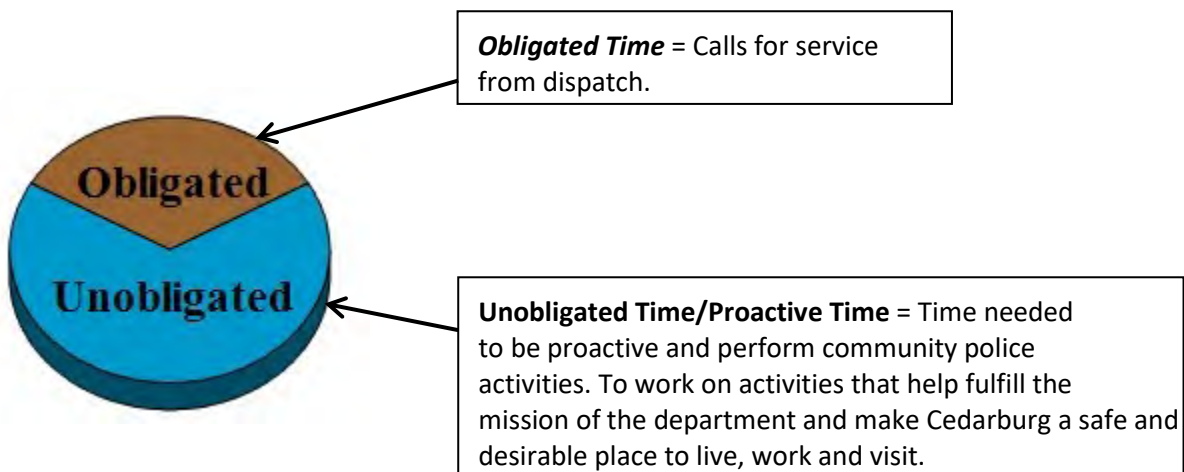 Obligated Time = Calls for service
from dispatch.
Obligated
Unobligated
Unobligated Time/Proactive Time = Time needed
to be proactive and perform community police
activities. To work on activities that help fulfill the
mission of the department and make Cedarburg a safe and
desirable place to live, work and visit.